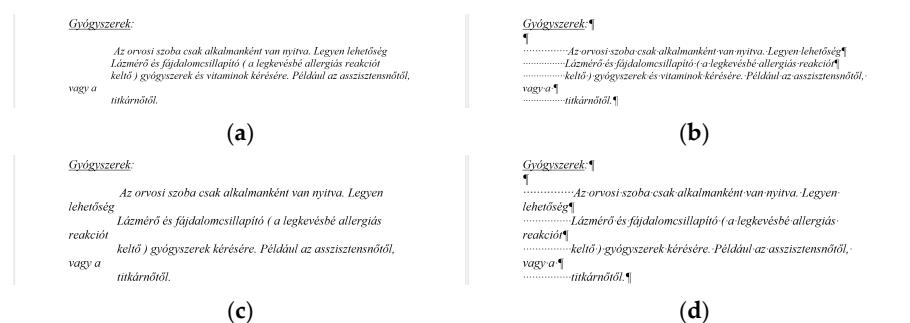 Gyógyszerek:
Az orvosi szoba csak alkalmanként van nyitva. Legyen lehetőség
Lázmérő és fájdalomcsillapító ( a legkevésbé allergiás reakciót
keltő ) gyógyszerek és vitaminok kérésére. Például az asszisztensnőtől,
vagy a
titkárnőtől.
(a)
Gyógyszerek:¶
¶
···············Az·orvosi·szoba·csak·alkalmanként·van·nyitva.·Legyen·lehetőség¶
···············Lázmérő·és·fájdalomcsillapító·(·a·legkevésbé·allergiás·reakciót¶
···············keltő·)·gyógyszerek·és·vitaminok·kérésére.·Például·az·asszisztensnőtől,·
vagy·a·¶
···············titkárnőtől.¶
(b)
Gyógyszerek:
Az orvosi szoba csak alkalmanként van nyitva. Legyen
lehetőség
Lázmérő és fájdalomcsillapító ( a legkevésbé allergiás
reakciót
keltő ) gyógyszerek kérésére. Például az asszisztensnőtől,
vagy a
titkárnőtől.
(c)
Gyógyszerek:¶
¶
···············Az·orvosi·szoba·csak·alkalmanként·van·nyitva.·Legyen·
lehetőség¶
···············Lázmérő·és·fájdalomcsillapító·(·a·legkevésbé·allergiás·
reakciót¶
···············keltő·)·gyógyszerek·kérésére.·Például·az·asszisztensnőtől,·
vagy·a·¶
···············titkárnőtől.¶
(d)